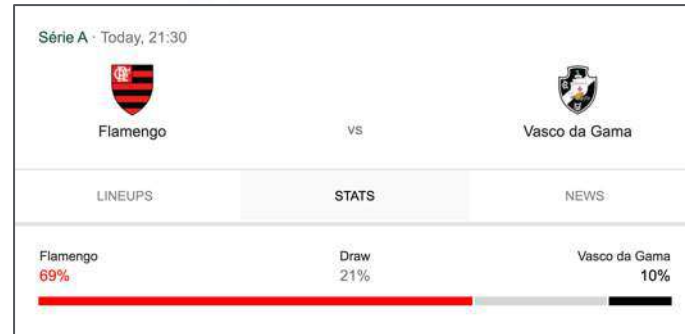 Série A · Today, 21:30
Flamengo vs Vasco da Gama
LINEUPS STATS NEWS
Flamengo Draw Vasco da Gama
69% 21% 10%